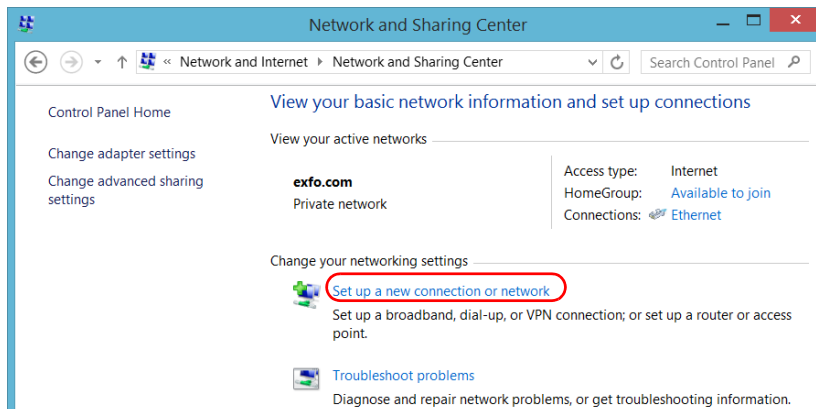 Network and Sharing Center
« Network and Internet ▸ Network and Sharing Center
Search Control Panel
Control Panel Home
Change adapter settings
Change advanced sharing
settings
View your basic network information and set up connections
View your active networks
exfo.com
Private network
Access type: Internet
HomeGroup: Available to join
Connections: Ethernet
Change your networking settings
Set up a new connection or network
Set up a broadband, dial-up, or VPN connection; or set up a router or access
point.
Troubleshoot problems
Diagnose and repair network problems, or get troubleshooting information.